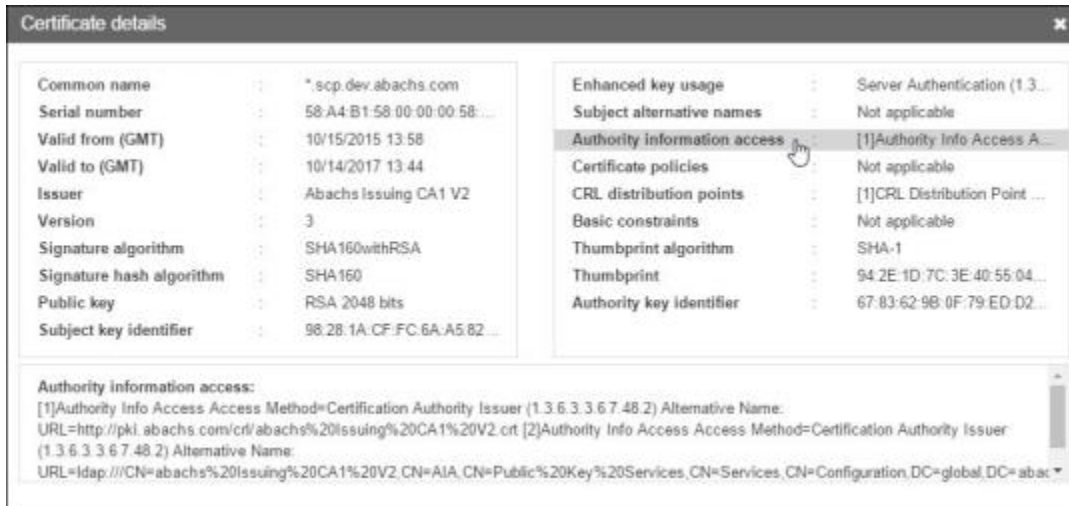 Certificate details
Common name : *.scp.dev.abachs.com
Serial number : 58:A4:B1:58:00:00:00:58:...
Valid from (GMT) : 10/15/2015 13:58
Valid to (GMT) : 10/14/2017 13:44
Issuer : Abachs Issuing CA1 V2
Version : 3
Signature algorithm : SHA160withRSA
Signature hash algorithm : SHA160
Public key : RSA 2048 bits
Subject key identifier : 98:28:1A:CF:FC:6A:A5:82...
Enhanced key usage : Server Authentication (1.3...
Subject alternative names : Not applicable
Authority information access : [1]Authority Info Access A...
Certificate policies : Not applicable
CRL distribution points : [1]CRL Distribution Point ...
Basic constraints : Not applicable
Thumbprint algorithm : SHA-1
Thumbprint : 94:2E:1D:7C:3E:40:55:04...
Authority key identifier : 67:83:62:9B:0F:79:ED:D2...
Authority information access:
[1]Authority Info Access Access Method=Certification Authority Issuer (1.3.6.3.3.6.7.48.2) Alternative Name:
URL=http://pki.abachs.com/crl/abachs%20Issuing%20CA1%20V2.crt [2]Authority Info Access Access Method=Certification Authority Issuer
(1.3.6.3.3.6.7.48.2) Alternative Name:
URL=ldap:///CN=abachs%20Issuing%20CA1%20V2,CN=AIA,CN=Public%20Key%20Services,CN=Services,CN=Configuration,DC=global,DC=abac